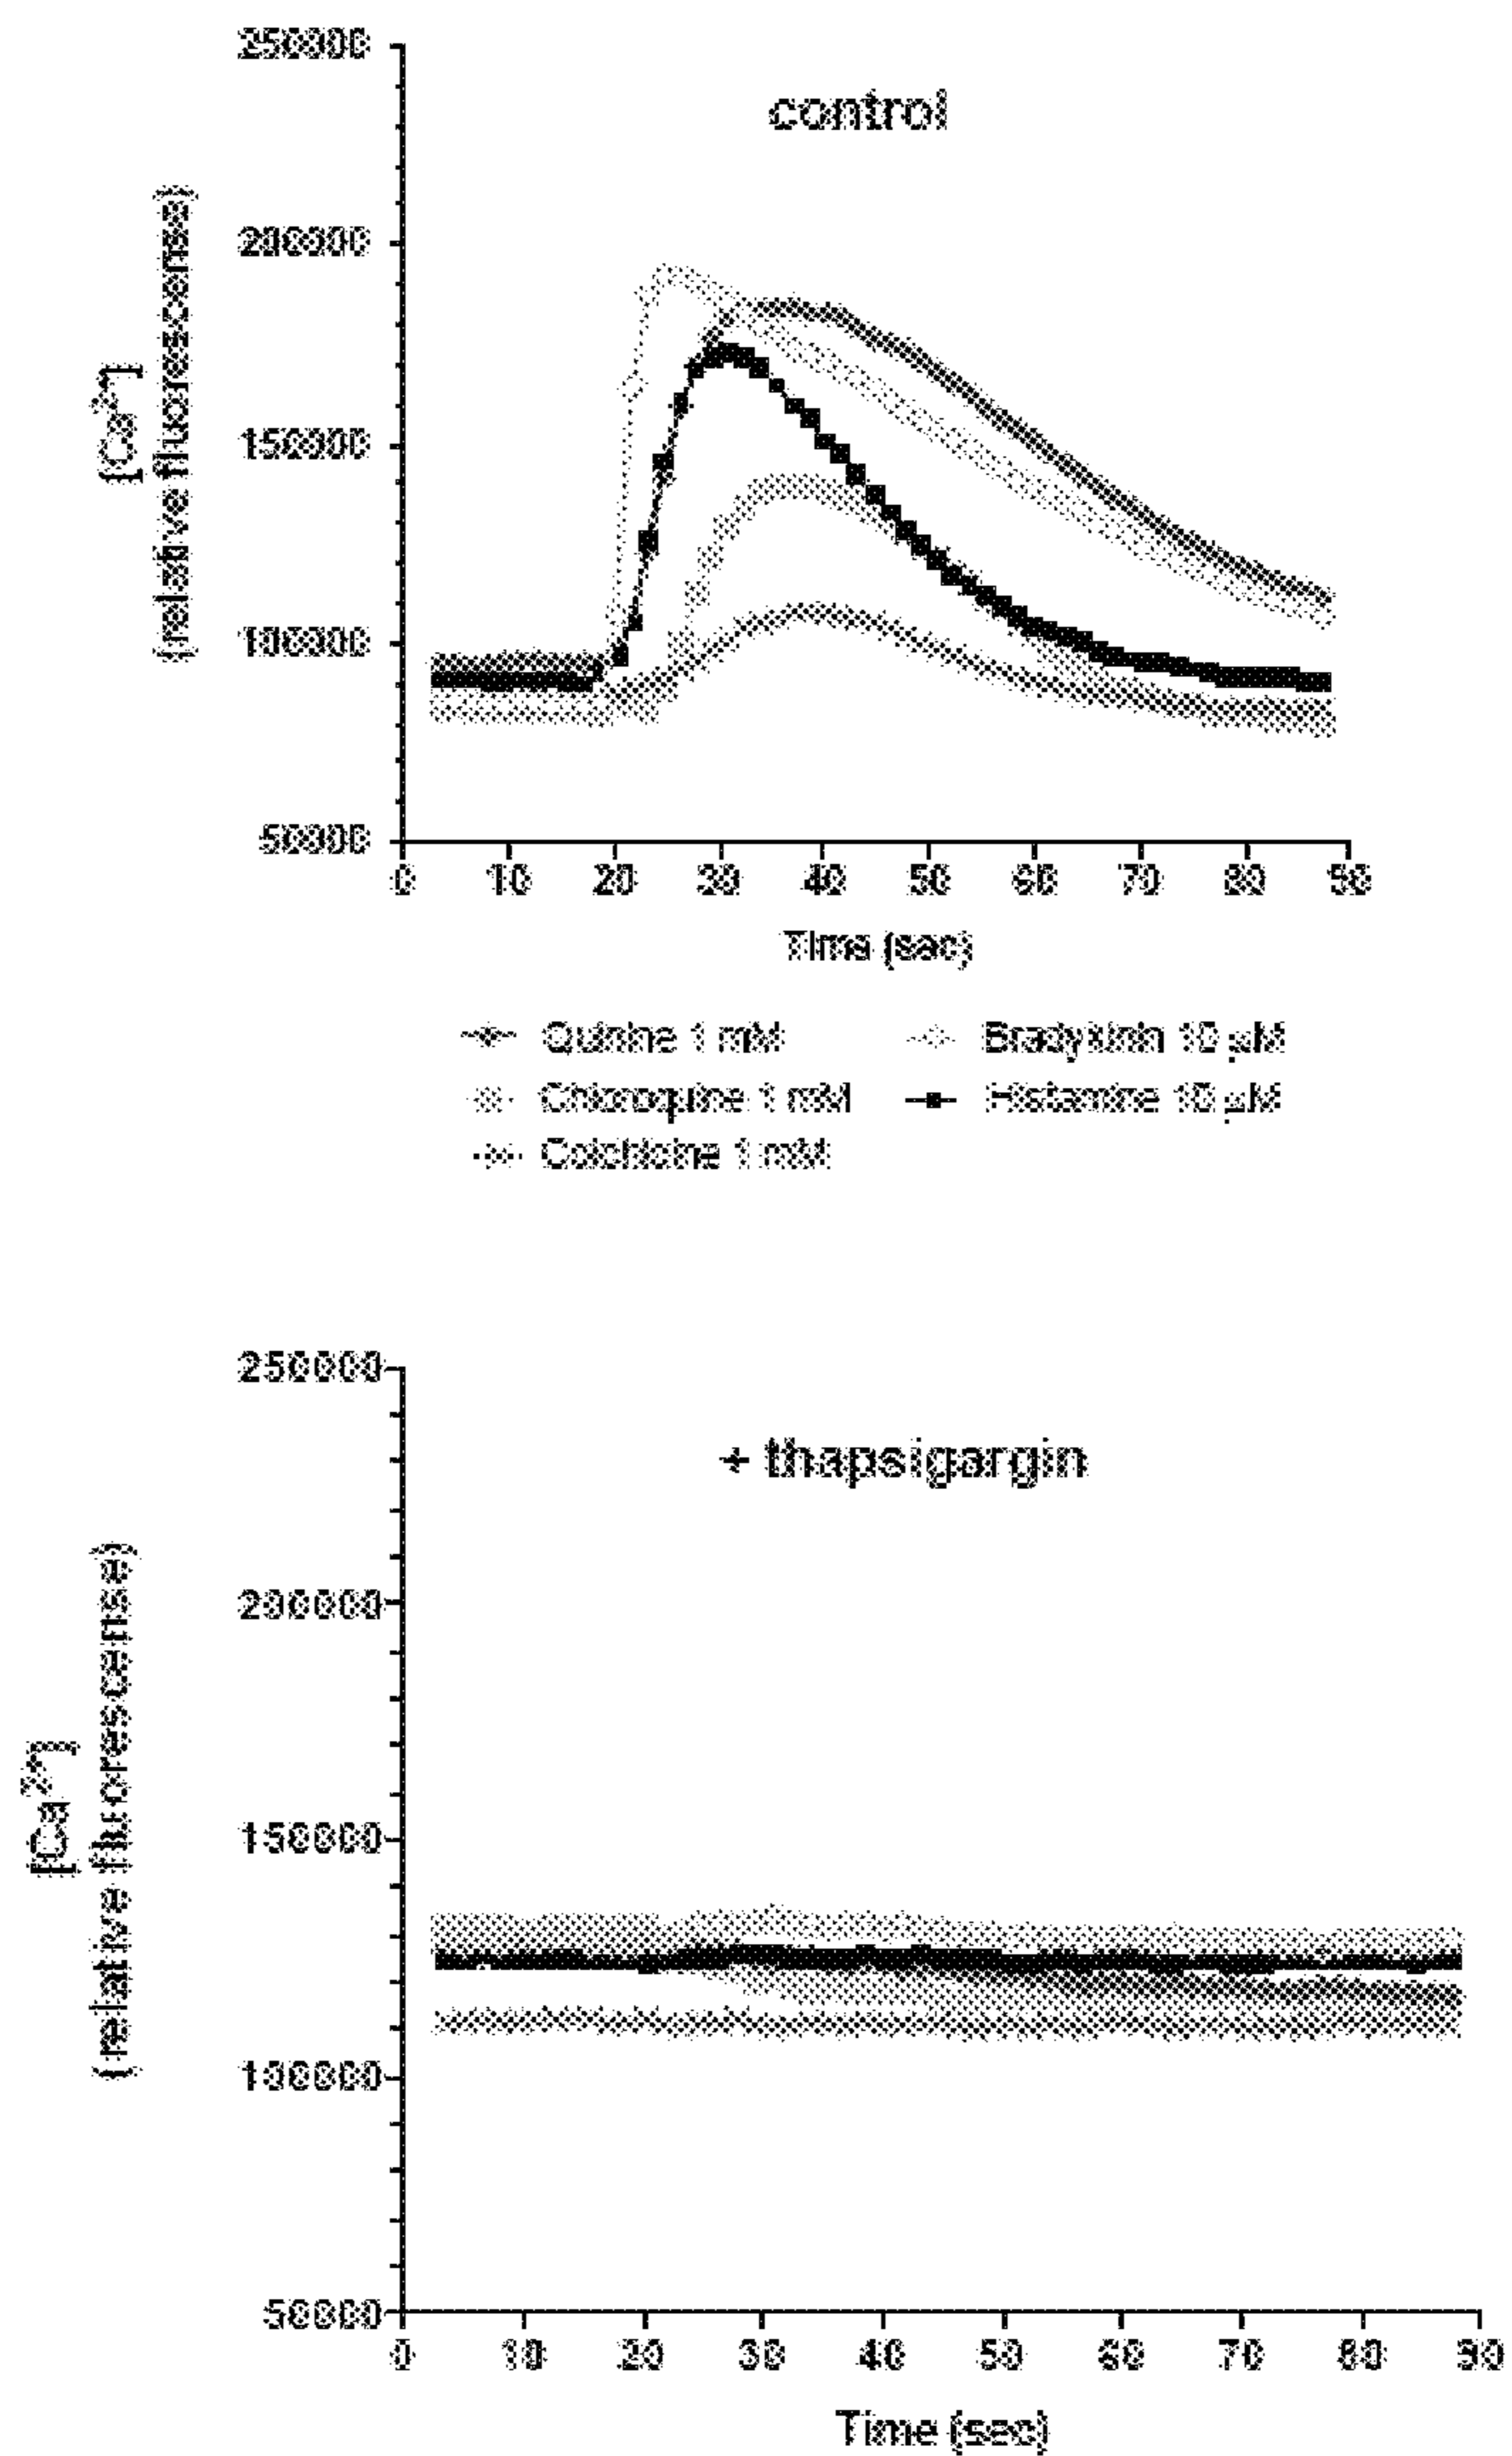 control
[Ca2+]
(relative fluorescense)
250000
200000
150000
100000
50000
0 10 20 30 40 50 60 70 80 90
Time (sec)
Quinine 1 mM
Bradykinin 10 µM
Chloroquine 1 mM
Histamine 10 µM
Colchicine 1 mM
+ thapsigargin
[Ca2+]
(relative fluorescense)
250000
200000
150000
100000
50000
0 10 20 30 40 50 60 70 80 90
Time (sec)